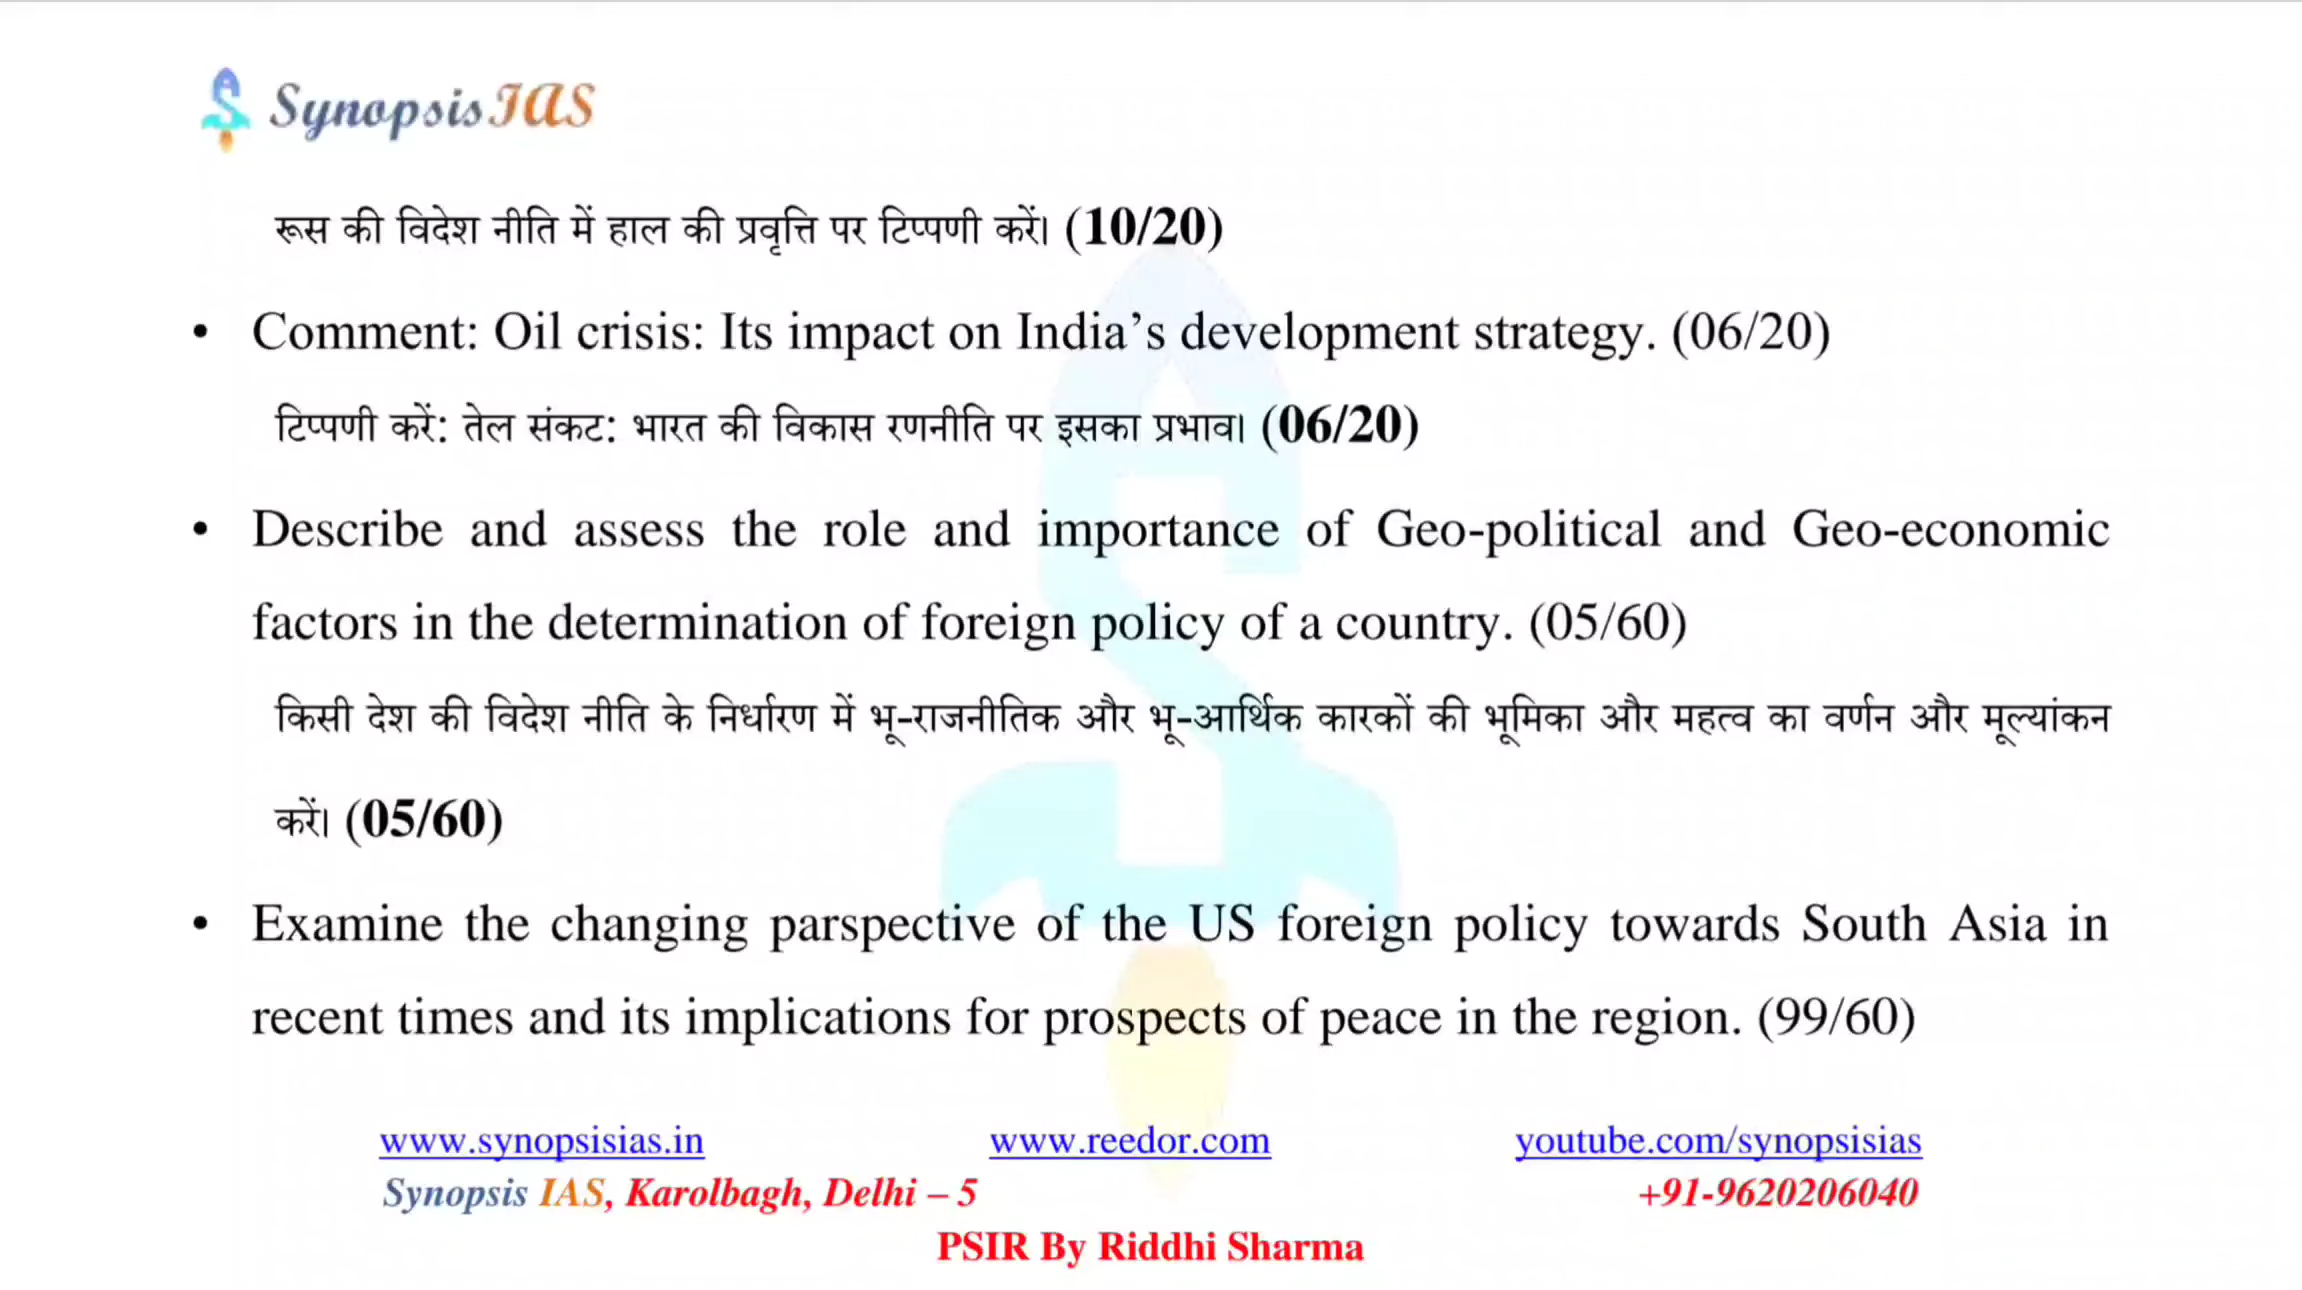 Synopsis IAS
रूस की विदेश नीति में हाल की प्रवृत्ति पर टिप्पणी करें। (10/20)
• Comment: Oil crisis: Its impact on India’s development strategy. (06/20)
टिप्पणी करें: तेल संकट: भारत की विकास रणनीति पर इसका प्रभाव। (06/20)
• Describe and assess the role and importance of Geo-political and Geo-economic
factors in the determination of foreign policy of a country. (05/60)
किसी देश की विदेश नीति के निर्धारण में भू-राजनीतिक और भू-आर्थिक कारकों की भूमिका और महत्व का वर्णन और मूल्यांकन
करें। (05/60)
• Examine the changing parspective of the US foreign policy towards South Asia in
recent times and its implications for prospects of peace in the region. (99/60)
www.synopsisias.in www.reedor.com youtube.com/synopsisias
Synopsis IAS, Karolbagh, Delhi – 5 +91-9620206040
PSIR By Riddhi Sharma